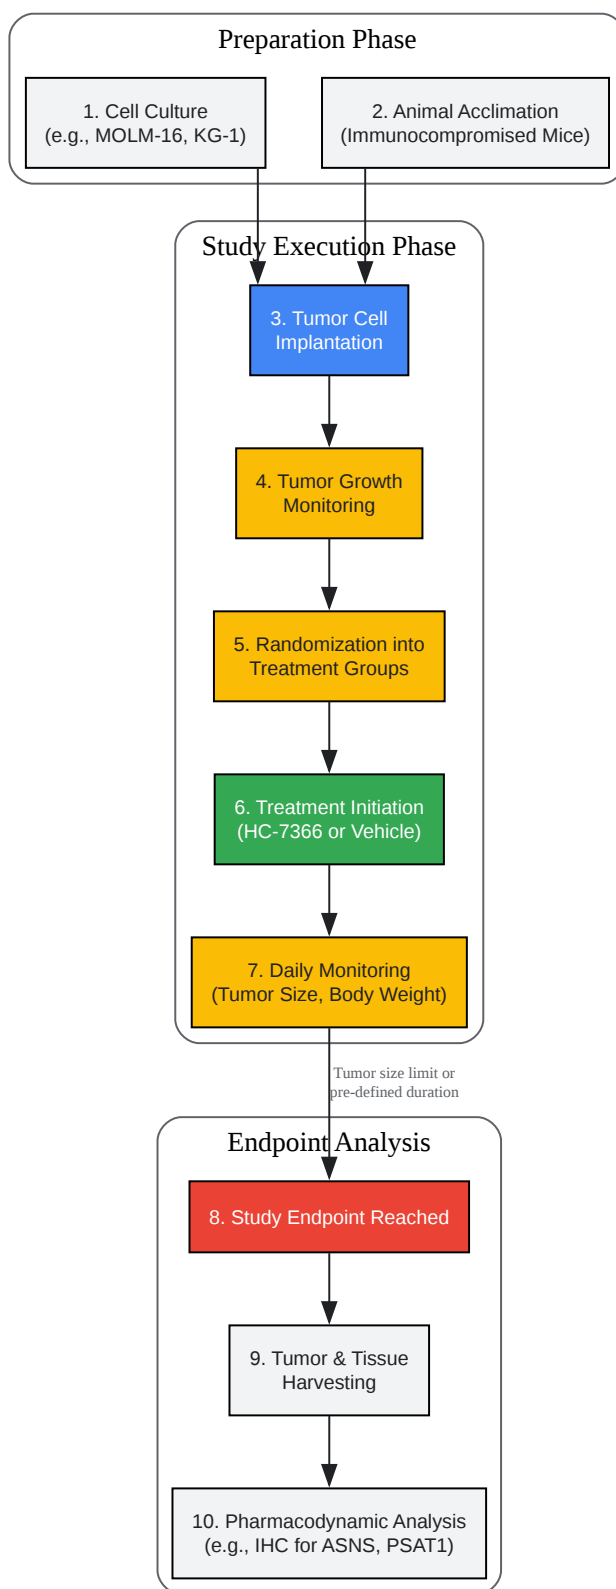 Preparation Phase
1. Cell Culture
(e.g., MOLM-16, KG-1)
2. Animal Acclimation
(Immunocompromised Mice)
Study Execution Phase
3. Tumor Cell
Implantation
4. Tumor Growth
Monitoring
5. Randomization into
Treatment Groups
6. Treatment Initiation
(HC-7366 or Vehicle)
7. Daily Monitoring
(Tumor Size, Body Weight)
Tumor size limit or
pre-defined duration
Endpoint Analysis
8. Study Endpoint Reached
9. Tumor & Tissue
Harvesting
10. Pharmacodynamic Analysis
(e.g., IHC for ASNS, PSAT1)